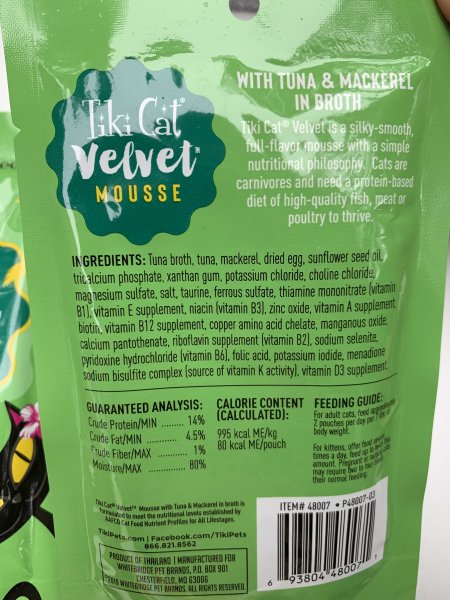 Tiki Cat®
Velvet™
MOUSSE
WITH TUNA & MACKEREL
IN BROTH
Tiki Cat® Velvet is a silky-smooth,
full-flavor mousse with a simple
nutritional philosophy. Cats are
carnivores and need a protein-based
diet of high-quality fish, meat or
poultry to thrive.
INGREDIENTS: Tuna broth, tuna, mackerel, dried egg, sunflower seed oil,
tricalcium phosphate, xanthan gum, potassium chloride, choline chloride,
magnesium sulfate, salt, taurine, ferrous sulfate, thiamine mononitrate (vitamin
B1), vitamin E supplement, niacin (vitamin B3), zinc oxide, vitamin A supplement,
biotin, vitamin B12 supplement, copper amino acid chelate, manganous oxide,
calcium pantothenate, riboflavin supplement (vitamin B2), sodium selenite,
pyridoxine hydrochloride (vitamin B6), folic acid, potassium iodide, menadione
sodium bisulfite complex (source of vitamin K activity), vitamin D3 supplement.
GUARANTEED ANALYSIS:
Crude Protein/MIN ........ 14%
Crude Fat/MIN ........ 4.5%
Crude Fiber/MAX ........ 1%
Moisture/MAX ........ 80%
CALORIE CONTENT
(CALCULATED):
995 kcal ME/kg
80 kcal ME/pouch
FEEDING GUIDE:
For adult cats, feed
2 pouches per day per
body weight.
For kittens, offer food
times a day, feed up to
amount. Pregnant or
may require two to four
their normal feeding.
Tiki Cat® Velvet™ Mousse with Tuna & Mackerel in broth is
formulated to meet the nutritional levels established by
AAFCO Cat Food Nutrient Profiles for All Lifestages.
TikiPets.com | Facebook.com/TikiPets
866.821.8562
PRODUCT OF THAILAND | MANUFACTURED FOR
WHITEBRIDGE PET BRANDS, P.O. BOX 901
CHESTERFIELD, MO 63006
©2018 WHITEBRIDGE PET BRANDS. ALL RIGHTS RESERVED.
ITEM# 48007 • P48007-03
6 93804 48007 1